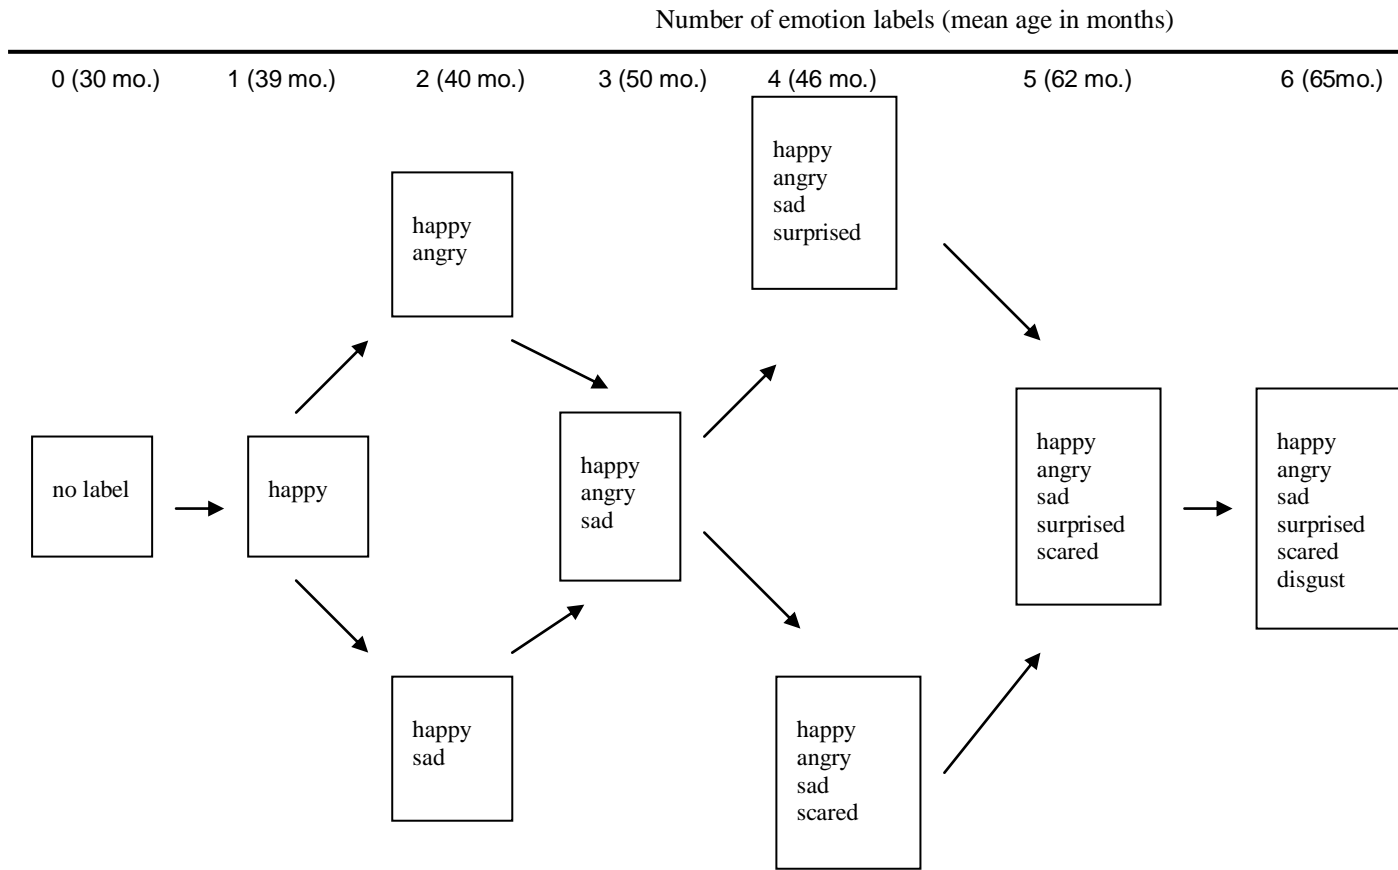 Number of emotion labels (mean age in months)
0 (30 mo.)
1 (39 mo.)
2 (40 mo.)
3 (50 mo.)
4 (46 mo.)
5 (62 mo.)
6 (65mo.)
no label
happy
happy
angry
happy
sad
happy
angry
sad
happy
angry
sad
surprised
happy
angry
sad
scared
happy
angry
sad
surprised
scared
happy
angry
sad
surprised
scared
disgust